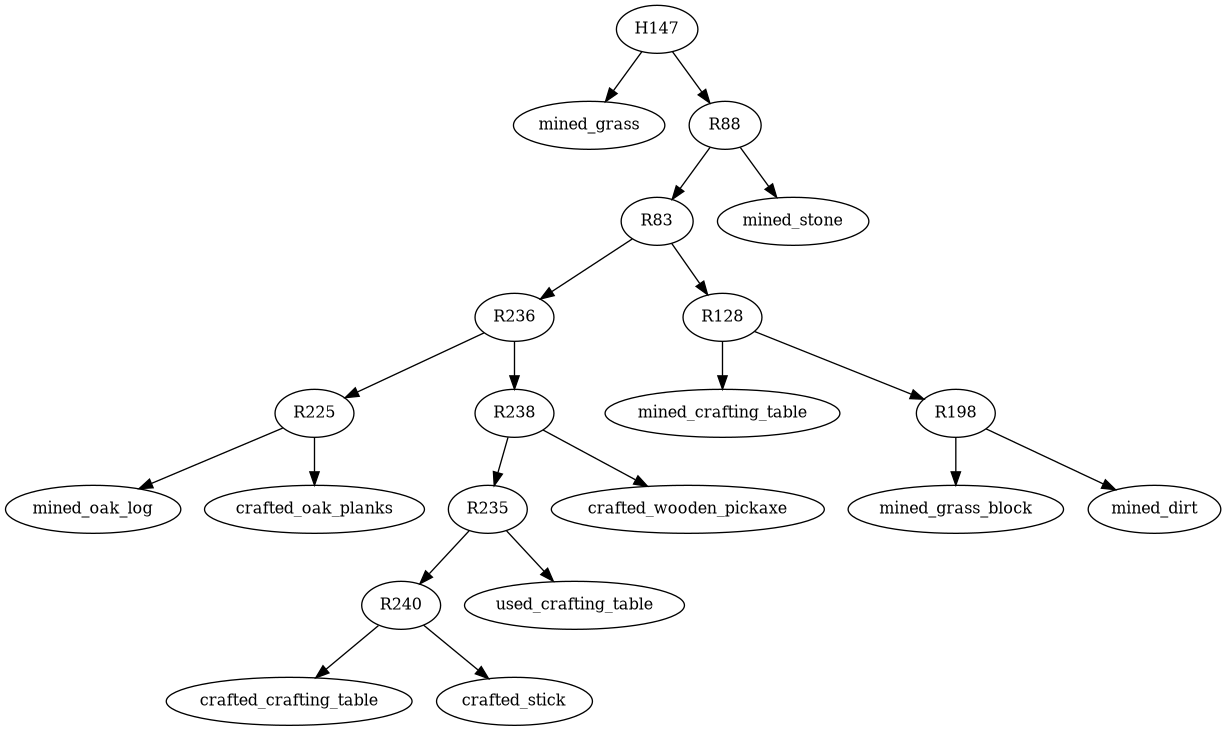 H147
mined_grass
R88
R83
mined_stone
R236
R128
R225
R238
mined_crafting_table
R198
mined_oak_log
crafted_oak_planks
R235
crafted_wooden_pickaxe
mined_grass_block
mined_dirt
R240
used_crafting_table
crafted_crafting_table
crafted_stick